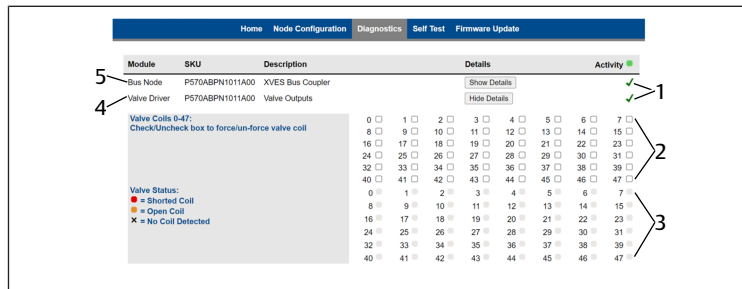 Home Node Configuration Diagnostics Self Test Firmware Update
Module SKU Description Details Activity
5 Bus Node P570ABPN1011A00 XVES Bus Coupler Show Details 1
4 Valve Driver P570ABPN1011A00 Valve Outputs Hide Details
Valve Coils 0-47: 0 1 2 3 4 5 6 7
Check/Uncheck box to force/un-force valve coil 8 9 10 11 12 13 14 15
16 17 18 19 20 21 22 23
24 25 26 27 28 29 30 31 2
32 33 34 35 36 37 38 39
40 41 42 43 44 45 46 47
Valve Status: 0 1 2 3 4 5 6 7
= Shorted Coil 8 9 10 11 12 13 14 15
= Open Coil 16 17 18 19 20 21 22 23 3
X = No Coil Detected 24 25 26 27 28 29 30 31
32 33 34 35 36 37 38 39
40 41 42 43 44 45 46 47